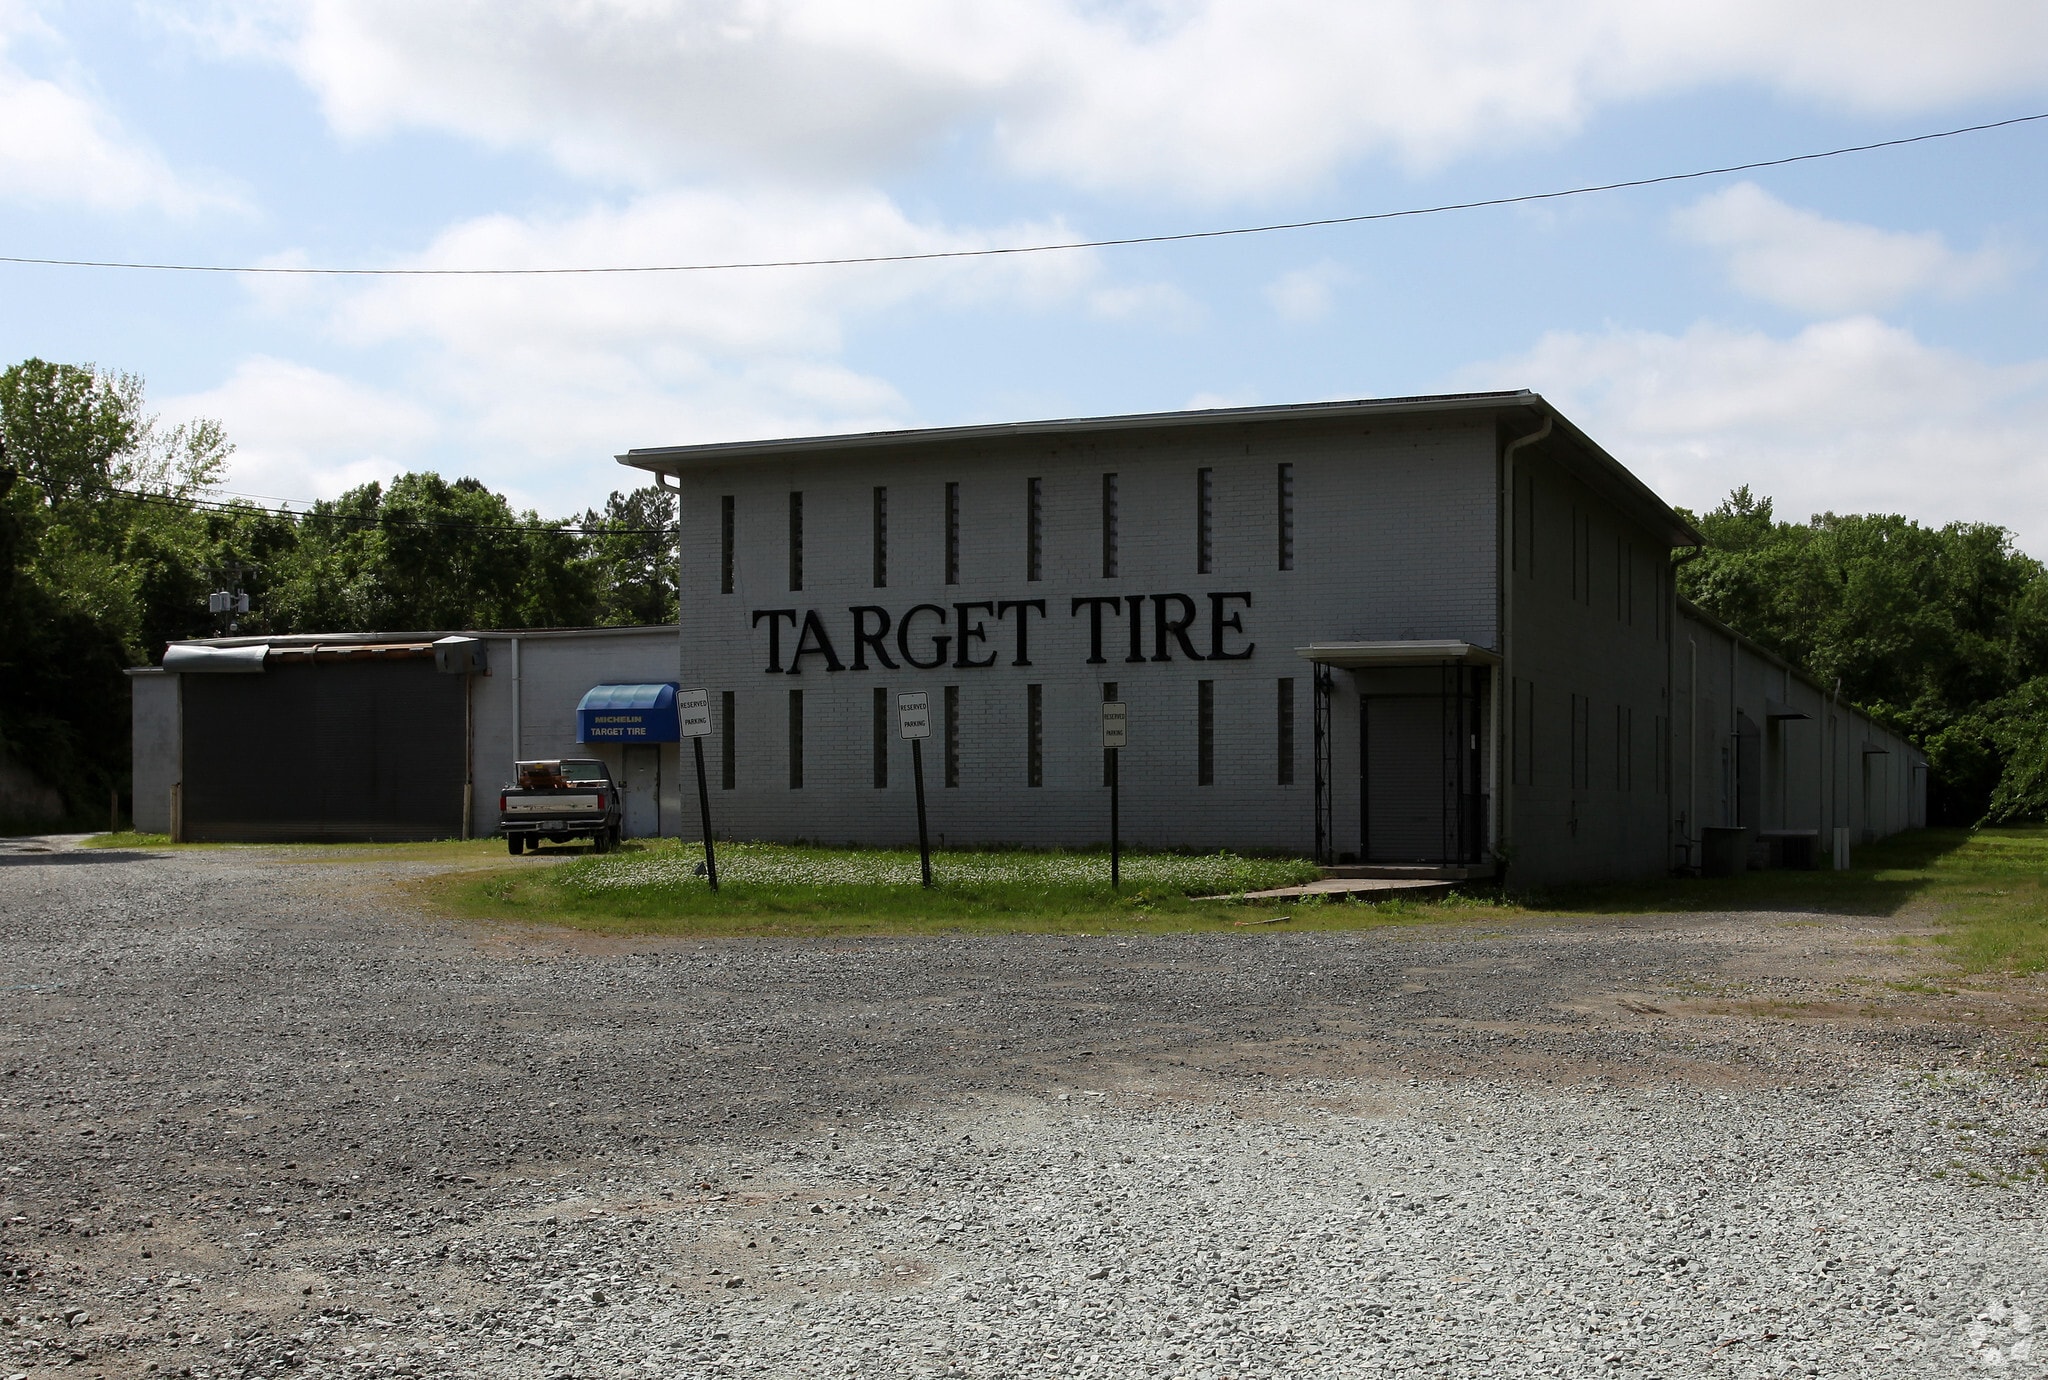 TARGET TIRE
MICHELIN
TARGET TIRE
RESERVED
PARKING
RESERVED
PARKING
RESERVED
PARKING